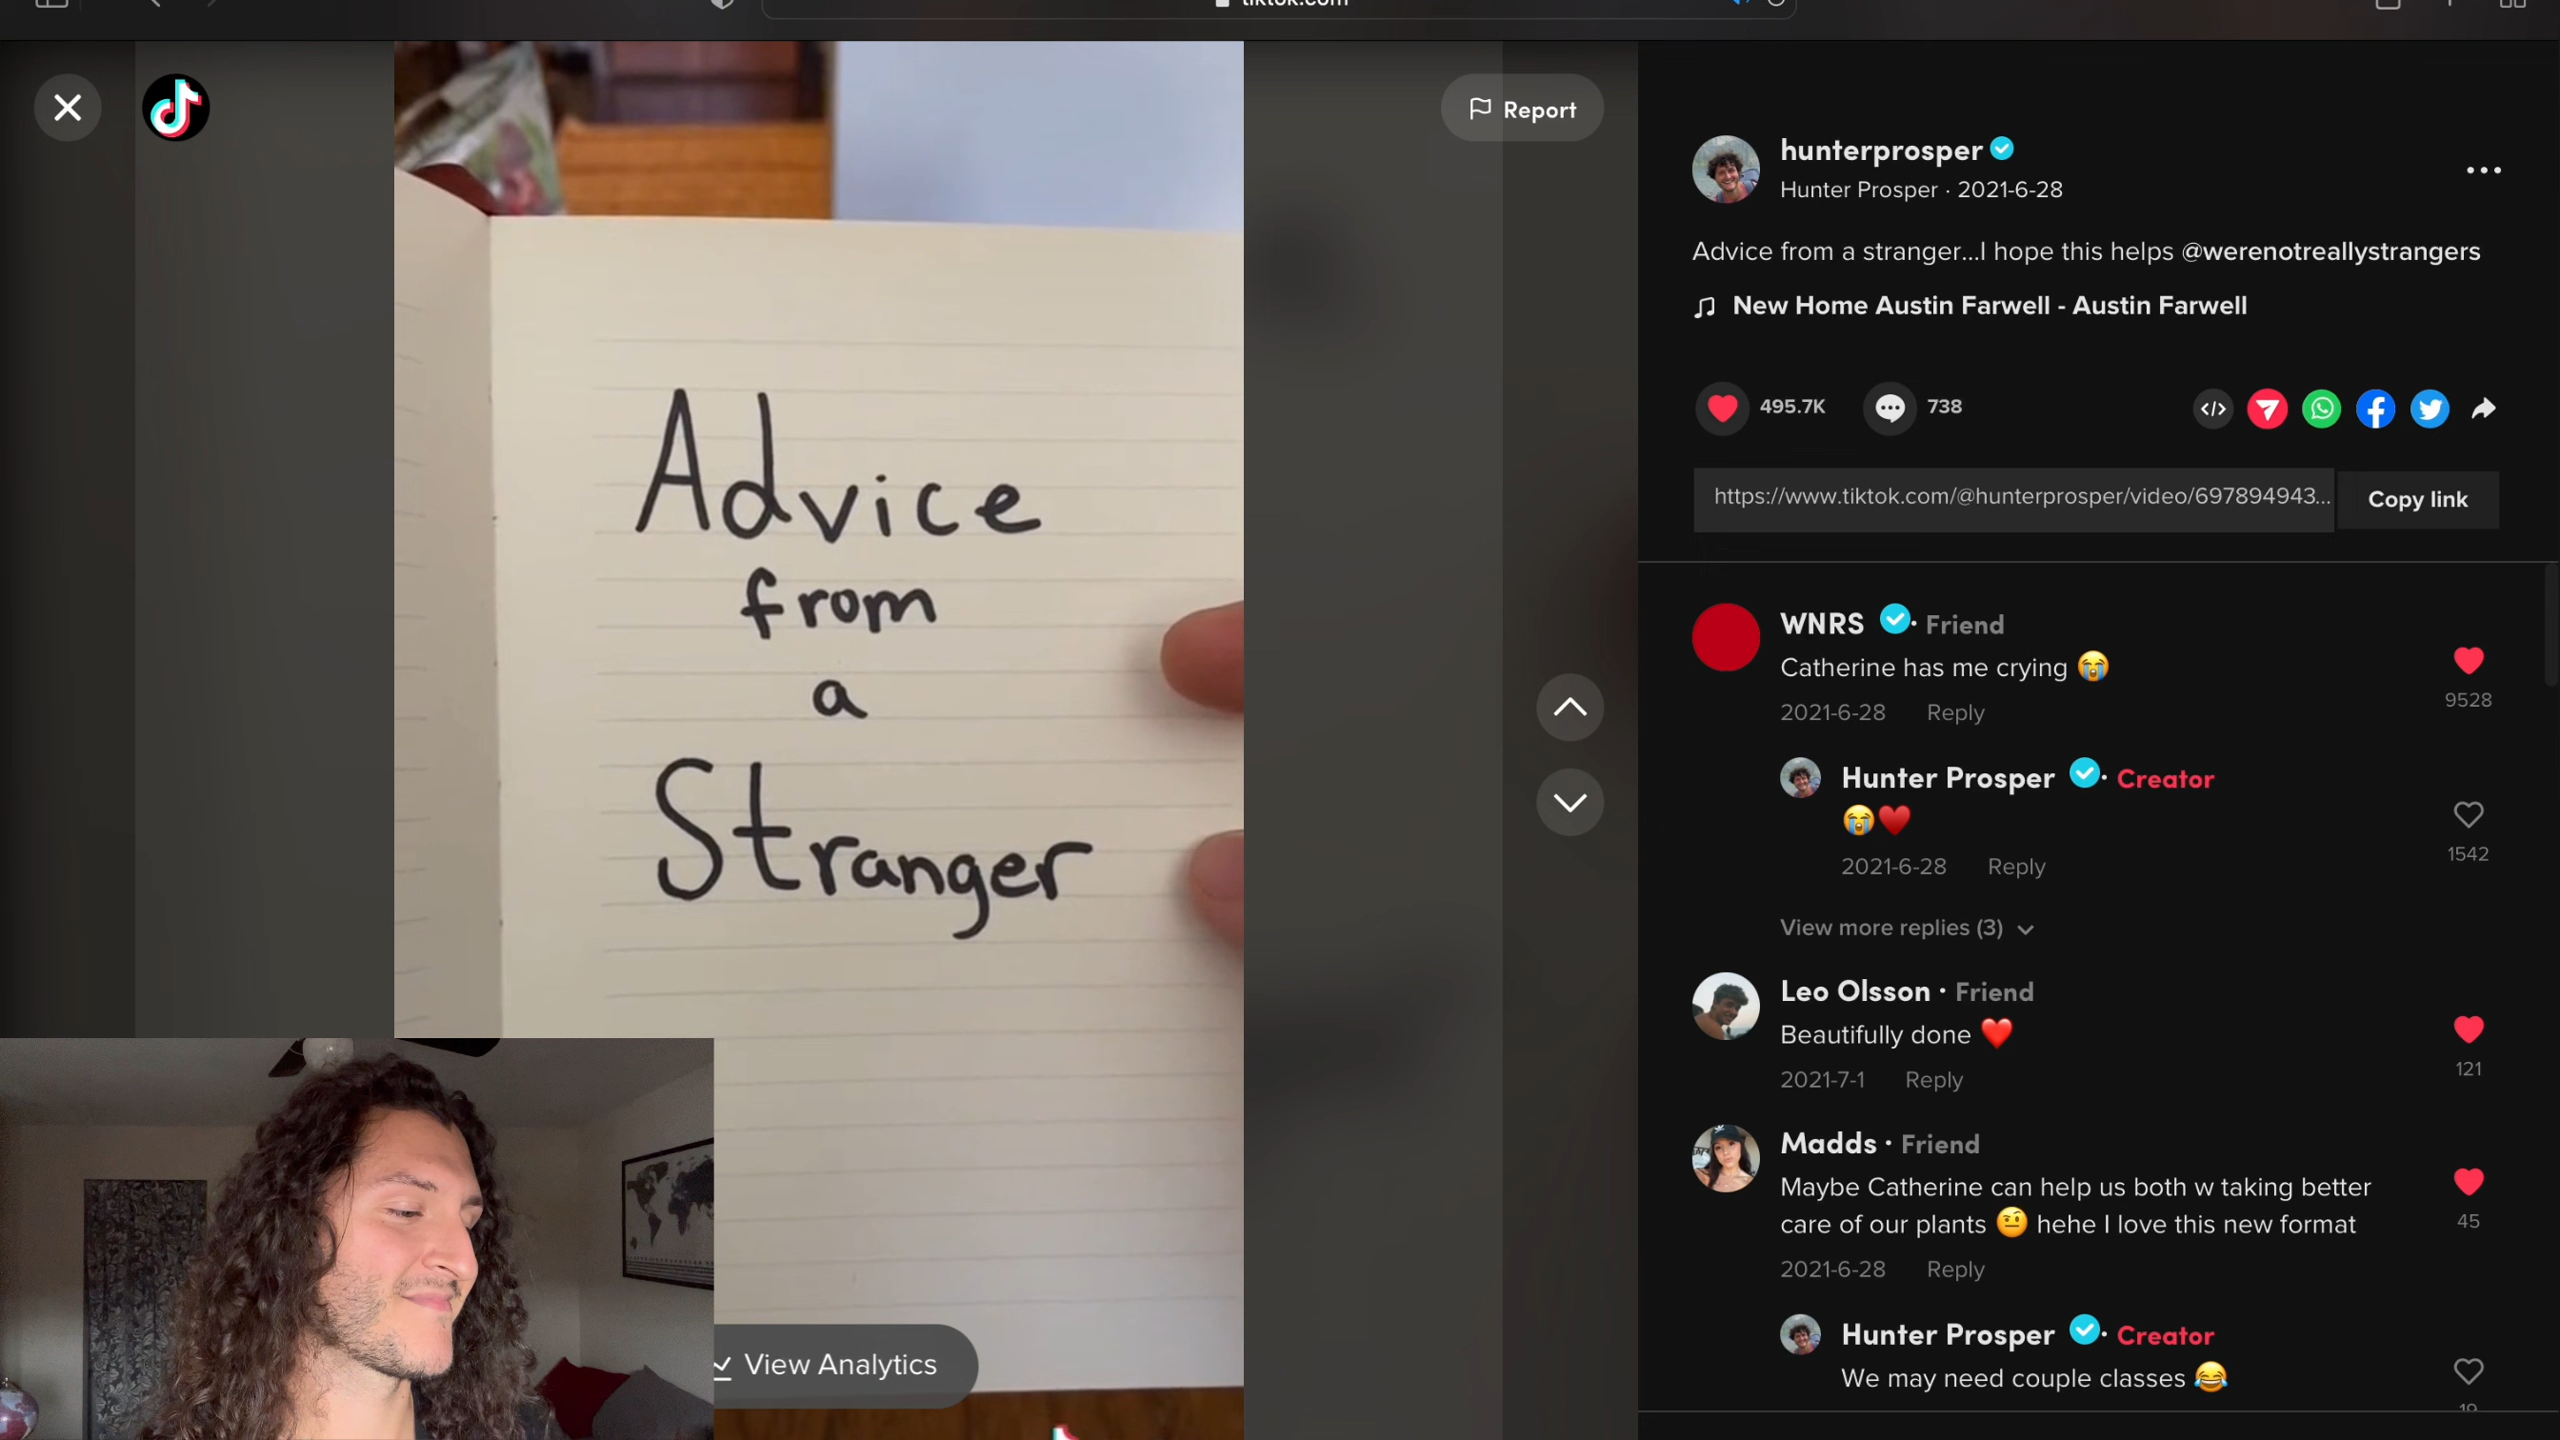 tiktok.com
Report
Advice
from
a
Stranger
View Analytics
hunterprosper
Hunter Prosper · 2021-6-28
Advice from a stranger...I hope this helps @werenotreallystrangers
New Home Austin Farwell - Austin Farwell
495.7K
738
https://www.tiktok.com/@hunterprosper/video/697894943...
Copy link
WNRS · Friend
Catherine has me crying 😭
9528
2021-6-28 Reply
Hunter Prosper · Creator
😭♥️
1542
2021-6-28 Reply
View more replies (3)
Leo Olsson · Friend
Beautifully done ❤️
121
2021-7-1 Reply
Madds · Friend
Maybe Catherine can help us both w taking better
care of our plants 🤨 hehe I love this new format
45
2021-6-28 Reply
Hunter Prosper · Creator
We may need couple classes 😂